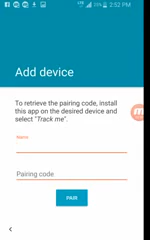 2:52 PM
Add device
To retrieve the pairing code, install
this app on the desired device and
select "Track me".
Name
Pairing code
PAIR